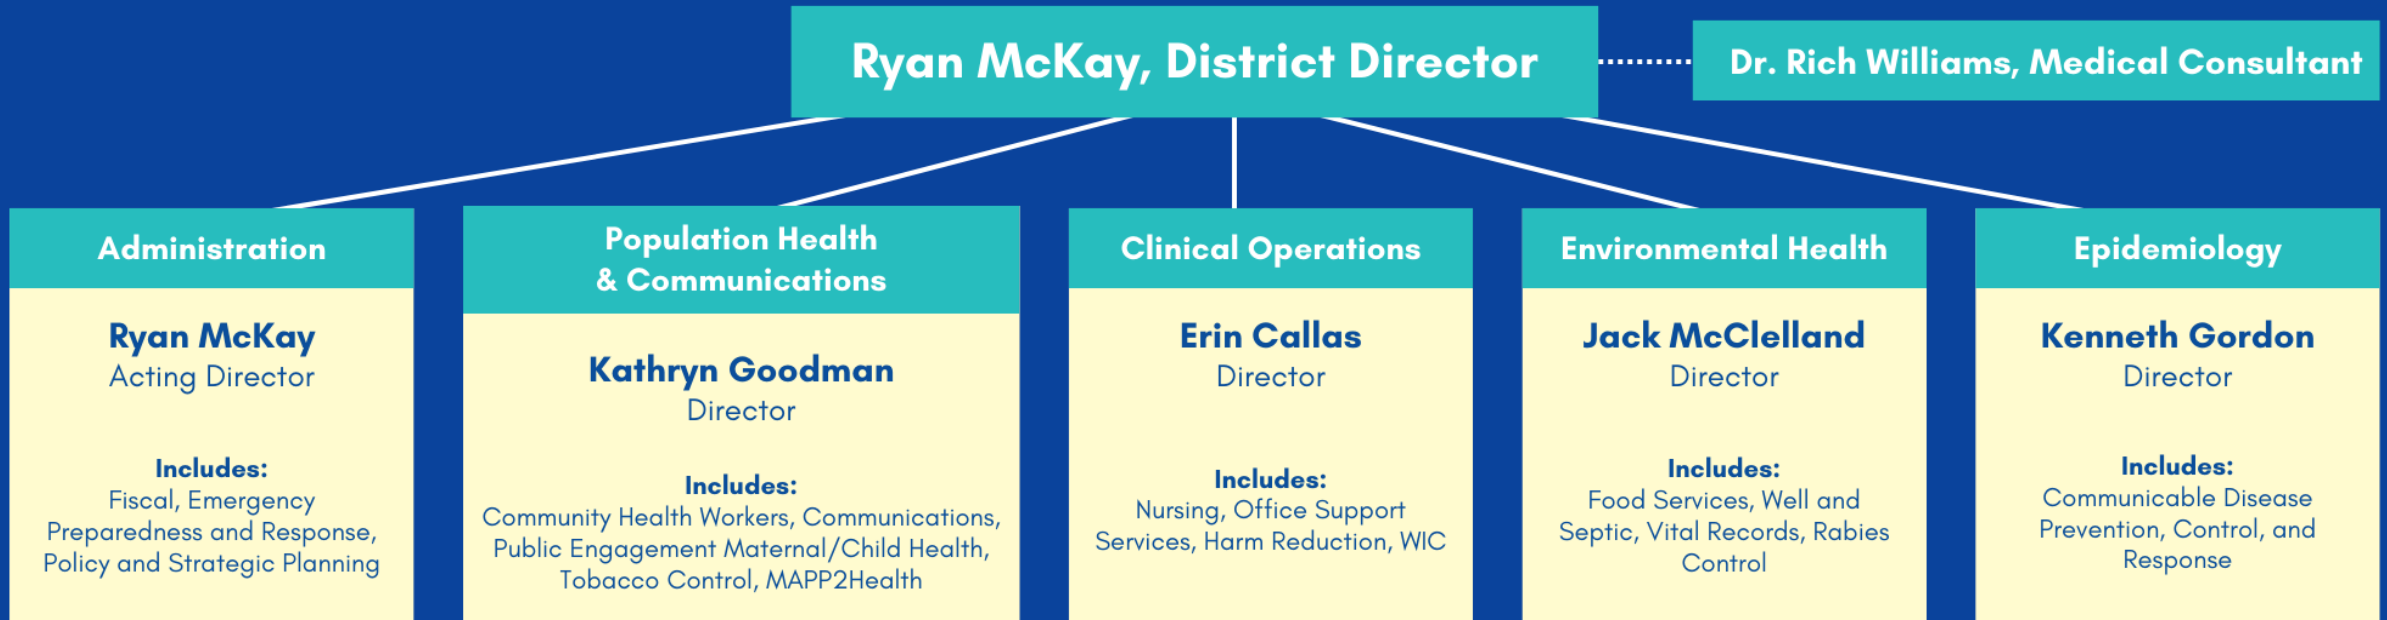 Ryan McKay, District Director
Dr. Rich Williams, Medical Consultant
Administration
Ryan McKay
Acting Director
Includes:
Fiscal, Emergency
Preparedness and Response,
Policy and Strategic Planning
Population Health
& Communications
Kathryn Goodman
Director
Includes:
Community Health Workers, Communications,
Public Engagement Maternal/Child Health,
Tobacco Control, MAPP2Health
Clinical Operations
Erin Callas
Director
Includes:
Nursing, Office Support
Services, Harm Reduction, WIC
Environmental Health
Jack McClelland
Director
Includes:
Food Services, Well and
Septic, Vital Records, Rabies
Control
Epidemiology
Kenneth Gordon
Director
Includes:
Communicable Disease
Prevention, Control, and
Response